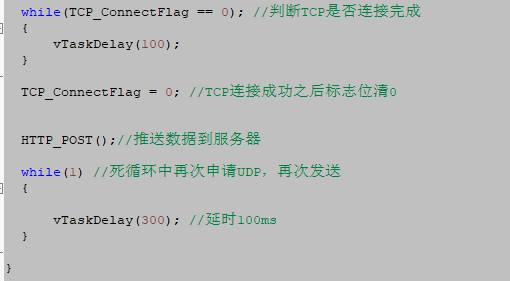 while(TCP_ConnectFlag == 0); //判断TCP是否连接完成
{
vTaskDelay(100);
}
TCP_ConnectFlag = 0; //TCP连接成功之后标志位清0
HTTP_POST();//推送数据到服务器
while(1) //死循环中再次申请UDP，再次发送
{
vTaskDelay(300); //延时100ms
}
}